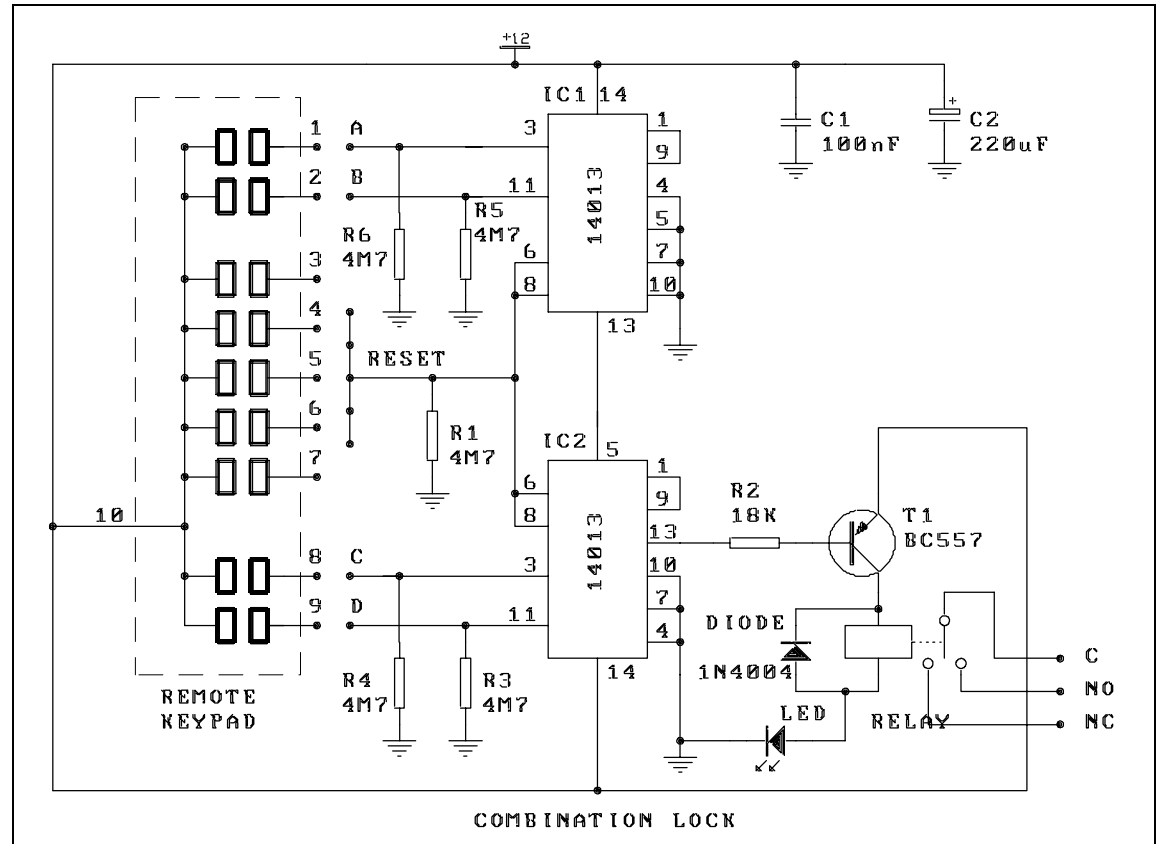 +12
IC1 14
3
11
6
8
14013
1
9
4
5
7
10
13
C1
100nF
+
C2
220uF
1 A
2 B
3
4
5
6
7
10
8 C
9 D
R6
4M7
R5
4M7
RESET
R1
4M7
IC2
5
6
8
3
11
14013
1
9
13
10
7
4
14
R2
18K
T1
BC557
DIODE
1N4004
LED
RELAY
C
NO
NC
R4
4M7
R3
4M7
REMOTE
KEYPAD
COMBINATION LOCK